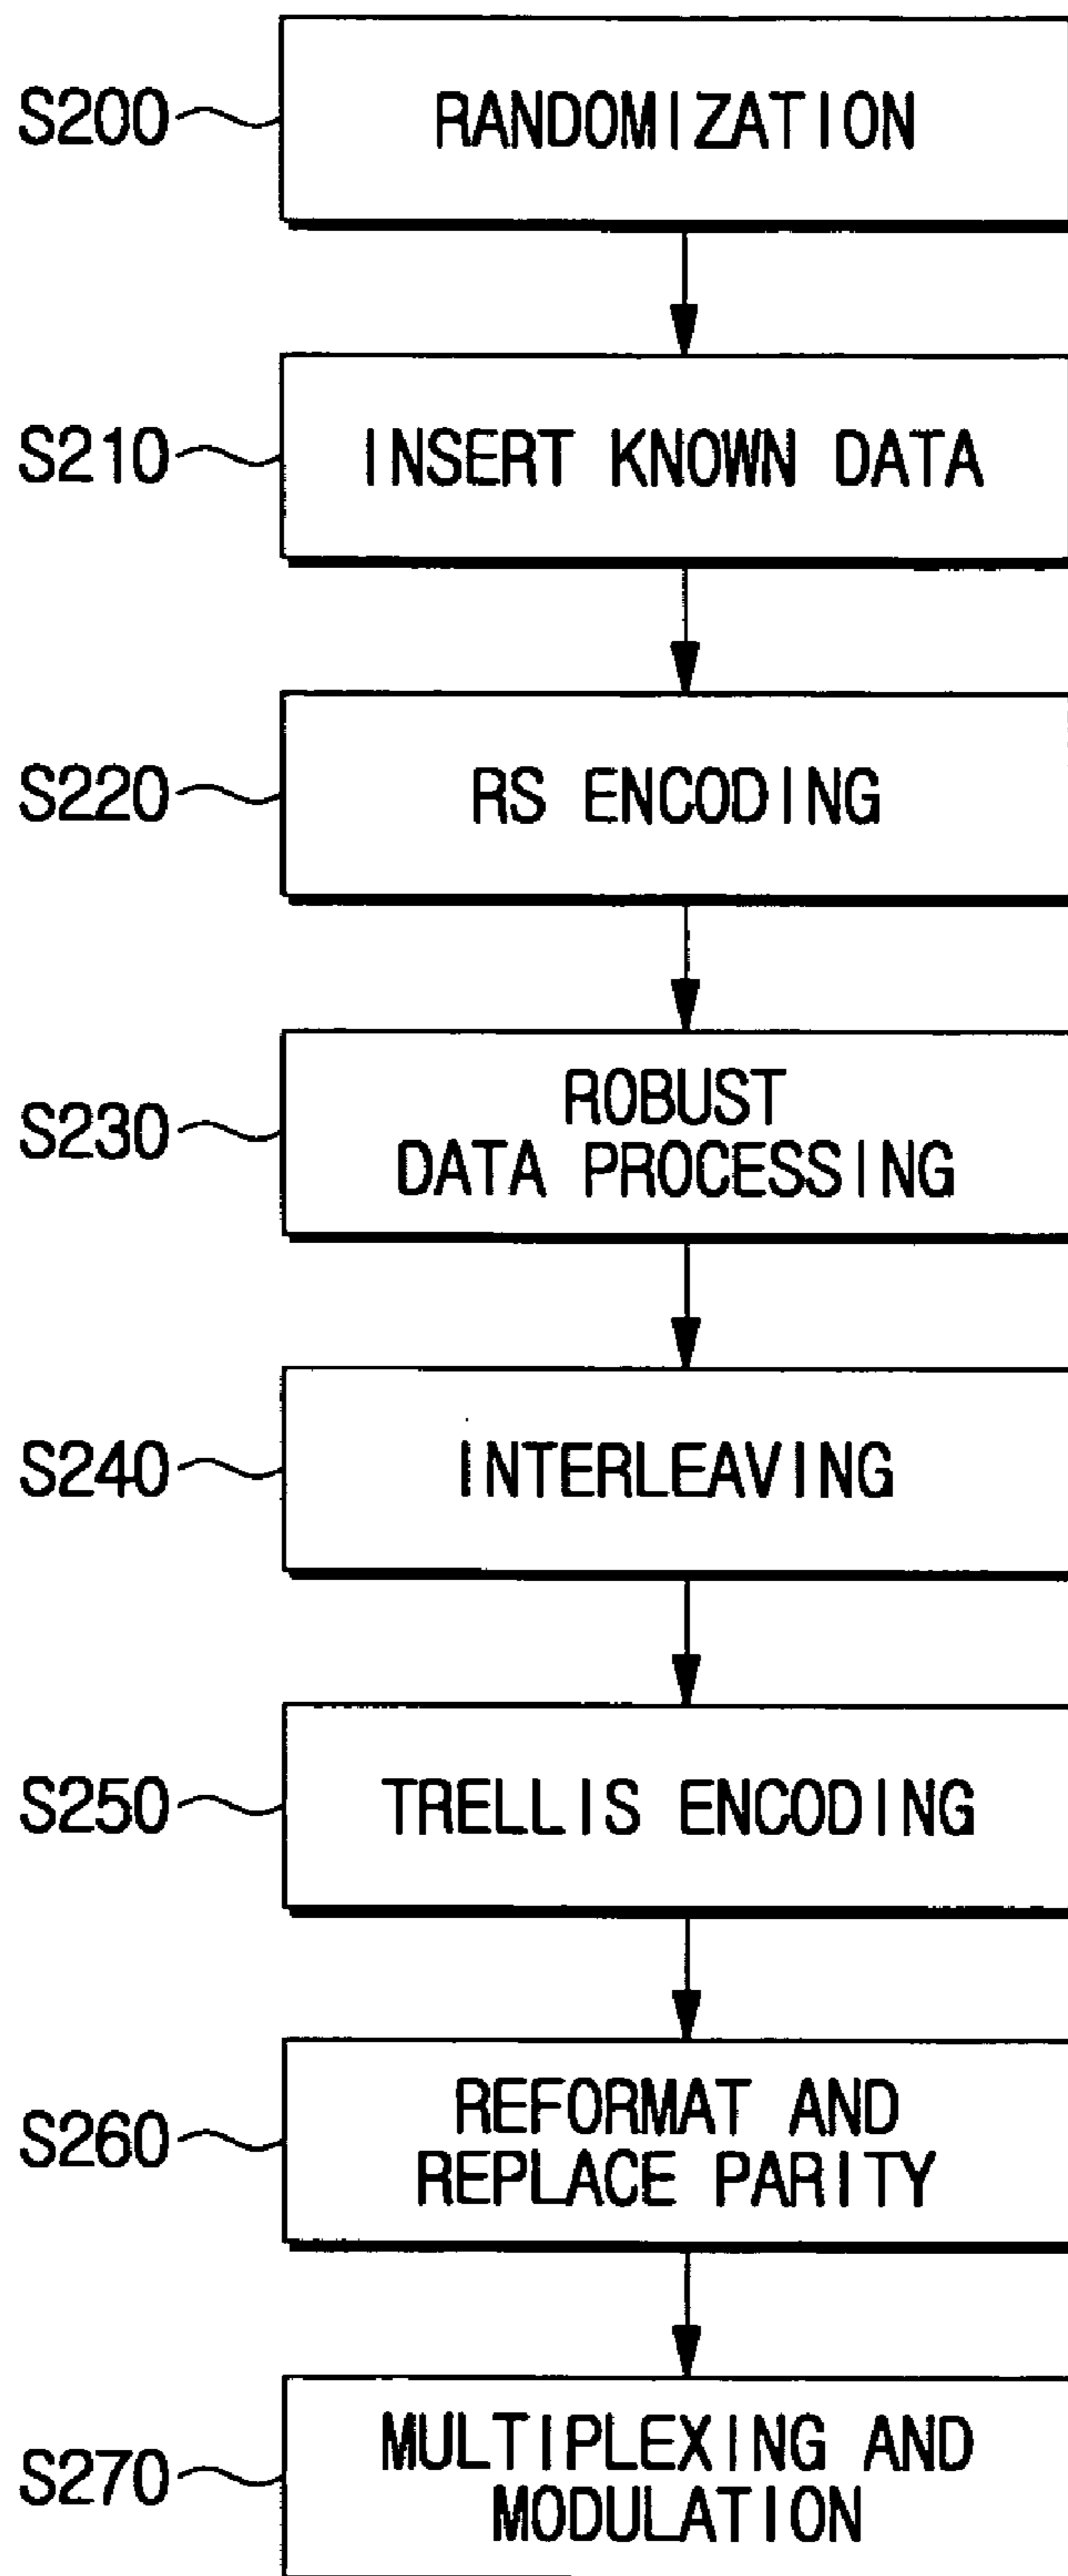 S200 RANDOMIZATION
S210 INSERT KNOWN DATA
S220 RS ENCODING
S230 ROBUST
DATA PROCESSING
S240 INTERLEAVING
S250 TRELLIS ENCODING
S260 REFORMAT AND
REPLACE PARITY
S270 MULTIPLEXING AND
MODULATION